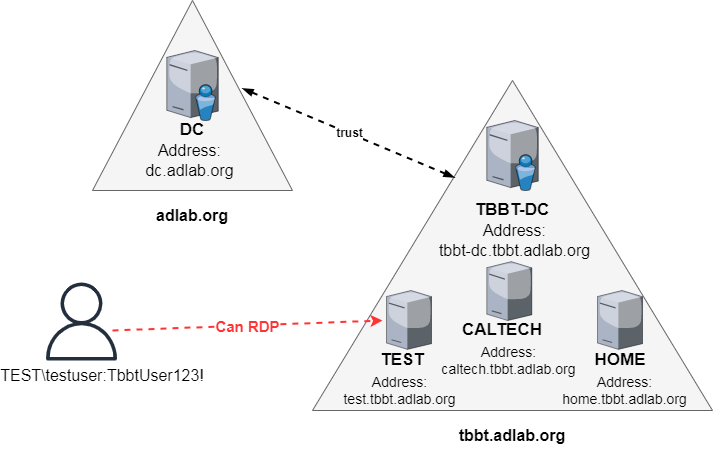 DC
Address:
dc.adlab.org
adlab.org
trust
TBBT-DC
Address:
tbbt-dc.tbbt.adlab.org
Can RDP
TEST\testuser:TbbtUser123!
TEST
Address:
test.tbbt.adlab.org
CALTECH
Address:
caltech.tbbt.adlab.org
HOME
Address:
home.tbbt.adlab.org
tbbt.adlab.org